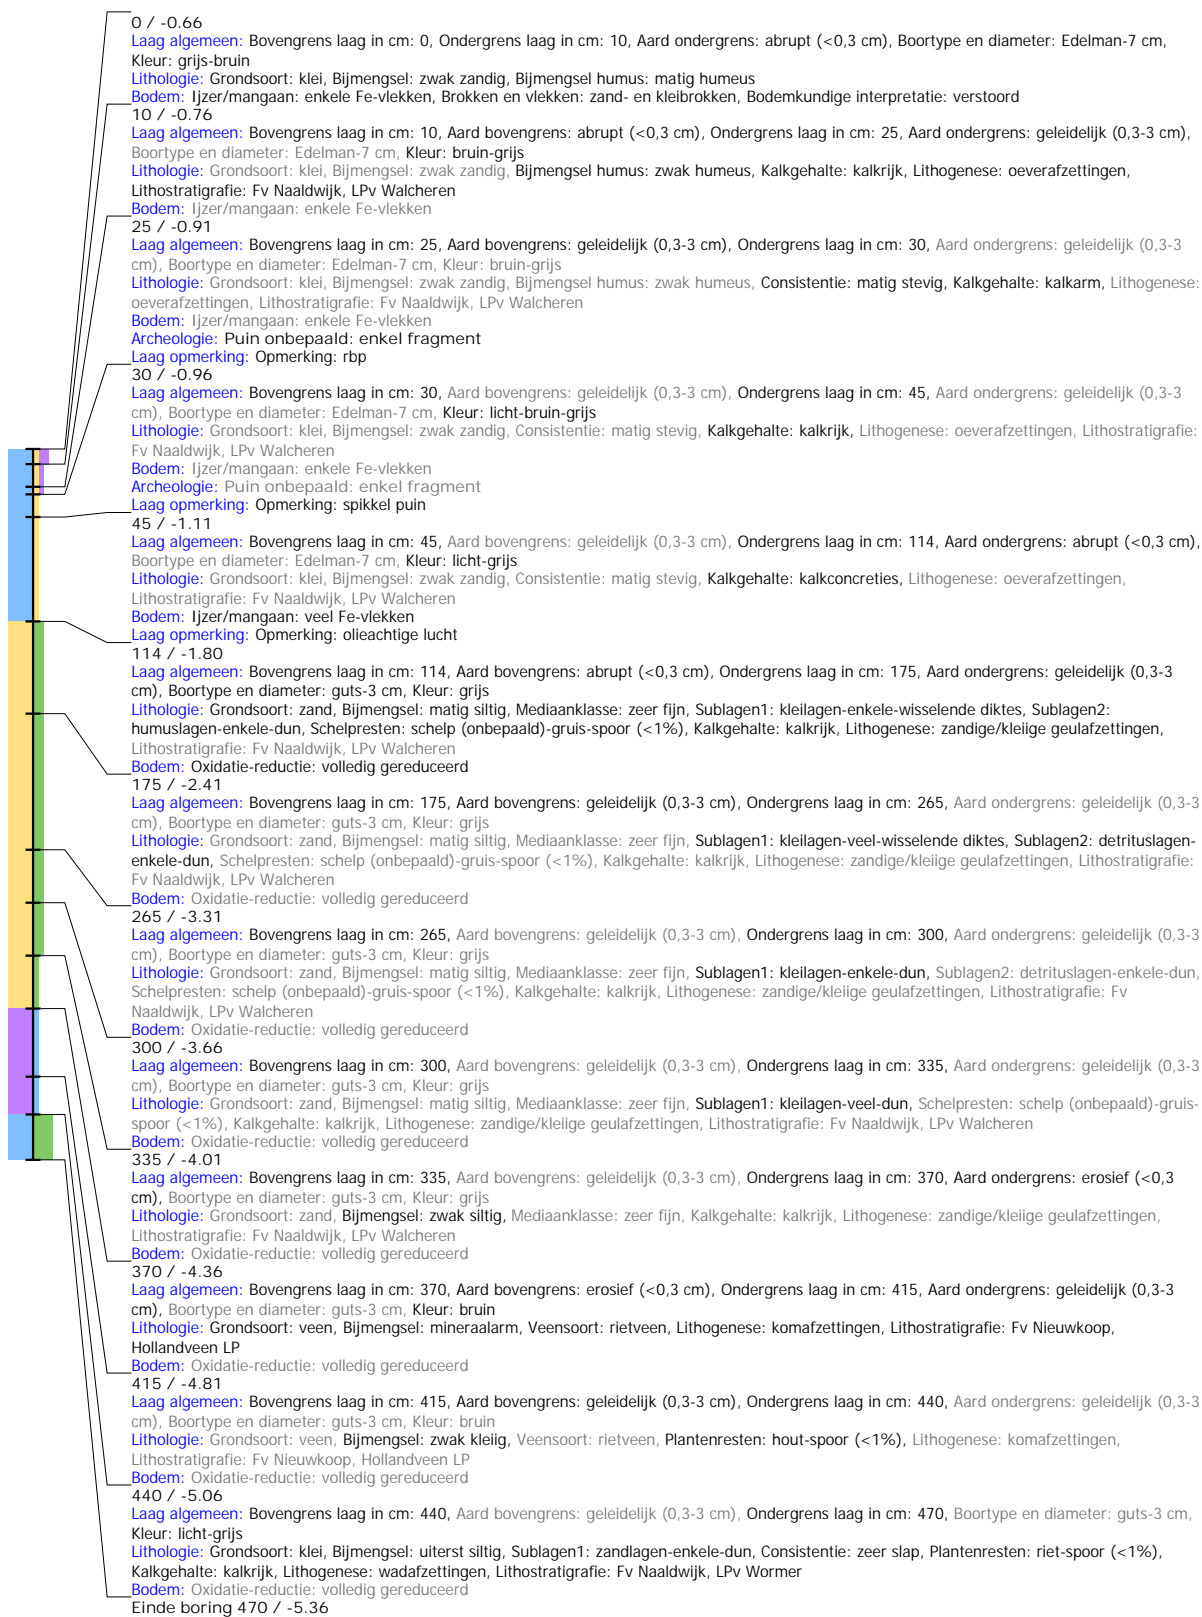 0 / -0.66
Laag algemeen: Bovengrens laag in cm: 0, Ondergrens laag in cm: 10, Aard ondergrens: abrupt (<0,3 cm), Boortype en diameter: Edelman-7 cm,
Kleur: grijs-bruin
Lithologie: Grondsoort: klei, Bijmengsel: zwak zandig, Bijmengsel humus: matig humeus
Bodem: Ijzer/mangaan: enkele Fe-vlekken, Brokken en vlekken: zand- en kleibrokken, Bodemkundige interpretatie: verstoord
10 / -0.76
Laag algemeen: Bovengrens laag in cm: 10, Aard bovengrens: abrupt (<0,3 cm), Ondergrens laag in cm: 25, Aard ondergrens: geleidelijk (0,3-3 cm),
Boortype en diameter: Edelman-7 cm, Kleur: bruin-grijs
Lithologie: Grondsoort: klei, Bijmengsel: zwak zandig, Bijmengsel humus: zwak humeus, Kalkgehalte: kalkrijk, Lithogenese: oeverafzettingen,
Lithostratigrafie: Fv Naaldwijk, LPv Walcheren
Bodem: Ijzer/mangaan: enkele Fe-vlekken
25 / -0.91
Laag algemeen: Bovengrens laag in cm: 25, Aard bovengrens: geleidelijk (0,3-3 cm), Ondergrens laag in cm: 30, Aard ondergrens: geleidelijk (0,3-3
cm), Boortype en diameter: Edelman-7 cm, Kleur: bruin-grijs
Lithologie: Grondsoort: klei, Bijmengsel: zwak zandig, Bijmengsel humus: zwak humeus, Consistentie: matig stevig, Kalkgehalte: kalkarm, Lithogenese:
oeverafzettingen, Lithostratigrafie: Fv Naaldwijk, LPv Walcheren
Bodem: Ijzer/mangaan: enkele Fe-vlekken
Archeologie: Puin onbepaald: enkel fragment
Laag opmerking: Opmerking: rbp
30 / -0.96
Laag algemeen: Bovengrens laag in cm: 30, Aard bovengrens: geleidelijk (0,3-3 cm), Ondergrens laag in cm: 45, Aard ondergrens: geleidelijk (0,3-3
cm), Boortype en diameter: Edelman-7 cm, Kleur: licht-bruin-grijs
Lithologie: Grondsoort: klei, Bijmengsel: zwak zandig, Consistentie: matig stevig, Kalkgehalte: kalkrijk, Lithogenese: oeverafzettingen, Lithostratigrafie:
Fv Naaldwijk, LPv Walcheren
Bodem: Ijzer/mangaan: enkele Fe-vlekken
Archeologie: Puin onbepaald: enkel fragment
Laag opmerking: Opmerking: spikkel puin
45 / -1.11
Laag algemeen: Bovengrens laag in cm: 45, Aard bovengrens: geleidelijk (0,3-3 cm), Ondergrens laag in cm: 114, Aard ondergrens: abrupt (<0,3 cm),
Boortype en diameter: Edelman-7 cm, Kleur: licht-grijs
Lithologie: Grondsoort: klei, Bijmengsel: zwak zandig, Consistentie: matig stevig, Kalkgehalte: kalkconcreties, Lithogenese: oeverafzettingen,
Lithostratigrafie: Fv Naaldwijk, LPv Walcheren
Bodem: Ijzer/mangaan: veel Fe-vlekken
Laag opmerking: Opmerking: olieachtige lucht
114 / -1.80
Laag algemeen: Bovengrens laag in cm: 114, Aard bovengrens: abrupt (<0,3 cm), Ondergrens laag in cm: 175, Aard ondergrens: geleidelijk (0,3-3
cm), Boortype en diameter: guts-3 cm, Kleur: grijs
Lithologie: Grondsoort: zand, Bijmengsel: matig siltig, Mediaanklasse: zeer fijn, Sublagen1: kleilagen-enkele-wisselende diktes, Sublagen2:
humuslagen-enkele-dun, Schelpresten: schelp (onbepaald)-gruis-spoor (<1%), Kalkgehalte: kalkrijk, Lithogenese: zandige/kleiige geulafzettingen,
Lithostratigrafie: Fv Naaldwijk, LPv Walcheren
Bodem: Oxidatie-reductie: volledig gereduceerd
175 / -2.41
Laag algemeen: Bovengrens laag in cm: 175, Aard bovengrens: geleidelijk (0,3-3 cm), Ondergrens laag in cm: 265, Aard ondergrens: geleidelijk (0,3-3
cm), Boortype en diameter: guts-3 cm, Kleur: grijs
Lithologie: Grondsoort: zand, Bijmengsel: matig siltig, Mediaanklasse: zeer fijn, Sublagen1: kleilagen-veel-wisselende diktes, Sublagen2: detrituslagen-
enkele-dun, Schelpresten: schelp (onbepaald)-gruis-spoor (<1%), Kalkgehalte: kalkrijk, Lithogenese: zandige/kleiige geulafzettingen, Lithostratigrafie:
Fv Naaldwijk, LPv Walcheren
Bodem: Oxidatie-reductie: volledig gereduceerd
265 / -3.31
Laag algemeen: Bovengrens laag in cm: 265, Aard bovengrens: geleidelijk (0,3-3 cm), Ondergrens laag in cm: 300, Aard ondergrens: geleidelijk (0,3-3
cm), Boortype en diameter: guts-3 cm, Kleur: grijs
Lithologie: Grondsoort: zand, Bijmengsel: matig siltig, Mediaanklasse: zeer fijn, Sublagen1: kleilagen-enkele-dun, Sublagen2: detrituslagen-enkele-dun,
Schelpresten: schelp (onbepaald)-gruis-spoor (<1%), Kalkgehalte: kalkrijk, Lithogenese: zandige/kleiige geulafzettingen, Lithostratigrafie: Fv
Naaldwijk, LPv Walcheren
Bodem: Oxidatie-reductie: volledig gereduceerd
300 / -3.66
Laag algemeen: Bovengrens laag in cm: 300, Aard bovengrens: geleidelijk (0,3-3 cm), Ondergrens laag in cm: 335, Aard ondergrens: geleidelijk (0,3-3
cm), Boortype en diameter: guts-3 cm, Kleur: grijs
Lithologie: Grondsoort: zand, Bijmengsel: matig siltig, Mediaanklasse: zeer fijn, Sublagen1: kleilagen-veel-dun, Schelpresten: schelp (onbepaald)-gruis-
spoor (<1%), Kalkgehalte: kalkrijk, Lithogenese: zandige/kleiige geulafzettingen, Lithostratigrafie: Fv Naaldwijk, LPv Walcheren
Bodem: Oxidatie-reductie: volledig gereduceerd
335 / -4.01
Laag algemeen: Bovengrens laag in cm: 335, Aard bovengrens: geleidelijk (0,3-3 cm), Ondergrens laag in cm: 370, Aard ondergrens: erosief (<0,3
cm), Boortype en diameter: guts-3 cm, Kleur: grijs
Lithologie: Grondsoort: zand, Bijmengsel: zwak siltig, Mediaanklasse: zeer fijn, Kalkgehalte: kalkrijk, Lithogenese: zandige/kleiige geulafzettingen,
Lithostratigrafie: Fv Naaldwijk, LPv Walcheren
Bodem: Oxidatie-reductie: volledig gereduceerd
370 / -4.36
Laag algemeen: Bovengrens laag in cm: 370, Aard bovengrens: erosief (<0,3 cm), Ondergrens laag in cm: 415, Aard ondergrens: geleidelijk (0,3-3
cm), Boortype en diameter: guts-3 cm, Kleur: bruin
Lithologie: Grondsoort: veen, Bijmengsel: mineraalarm, Veensoort: rietveen, Lithogenese: komafzettingen, Lithostratigrafie: Fv Nieuwkoop,
Hollandveen LP
Bodem: Oxidatie-reductie: volledig gereduceerd
415 / -4.81
Laag algemeen: Bovengrens laag in cm: 415, Aard bovengrens: geleidelijk (0,3-3 cm), Ondergrens laag in cm: 440, Aard ondergrens: geleidelijk (0,3-3
cm), Boortype en diameter: guts-3 cm, Kleur: bruin
Lithologie: Grondsoort: veen, Bijmengsel: zwak kleiig, Veensoort: rietveen, Plantenresten: hout-spoor (<1%), Lithogenese: komafzettingen,
Lithostratigrafie: Fv Nieuwkoop, Hollandveen LP
Bodem: Oxidatie-reductie: volledig gereduceerd
440 / -5.06
Laag algemeen: Bovengrens laag in cm: 440, Aard bovengrens: geleidelijk (0,3-3 cm), Ondergrens laag in cm: 470, Boortype en diameter: guts-3 cm,
Kleur: licht-grijs
Lithologie: Grondsoort: klei, Bijmengsel: uiterst siltig, Sublagen1: zandlagen-enkele-dun, Consistentie: zeer slap, Plantenresten: riet-spoor (<1%),
Kalkgehalte: kalkrijk, Lithogenese: wadafzettingen, Lithostratigrafie: Fv Naaldwijk, LPv Wormer
Bodem: Oxidatie-reductie: volledig gereduceerd
Einde boring 470 / -5.36